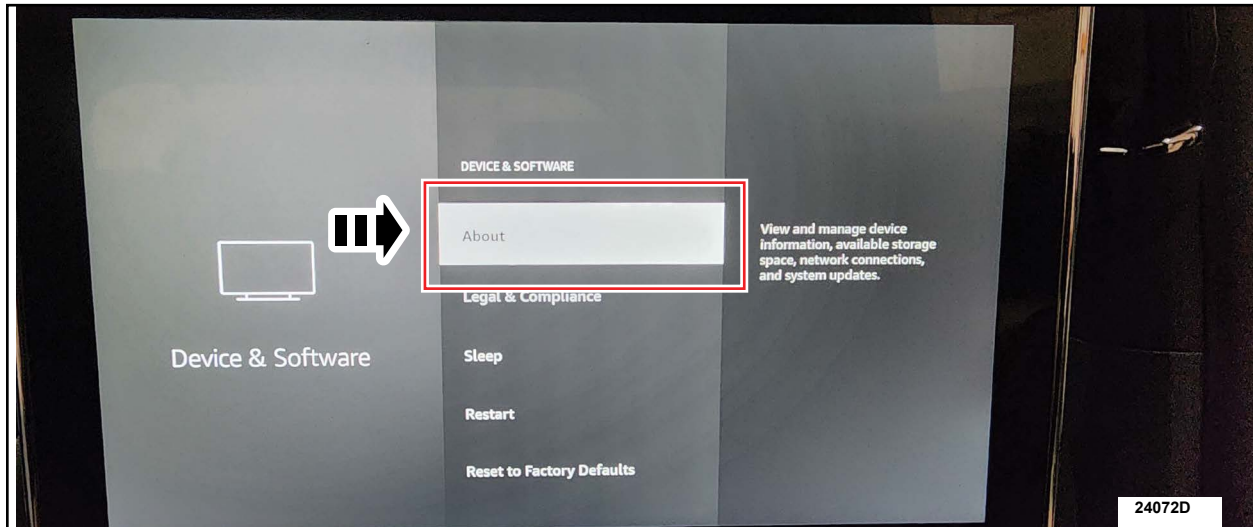 DEVICE & SOFTWARE
About
Legal & Compliance
Sleep
Restart
Reset to Factory Defaults
Device & Software
View and manage device
information, available storage
space, network connections,
and system updates.
24072D